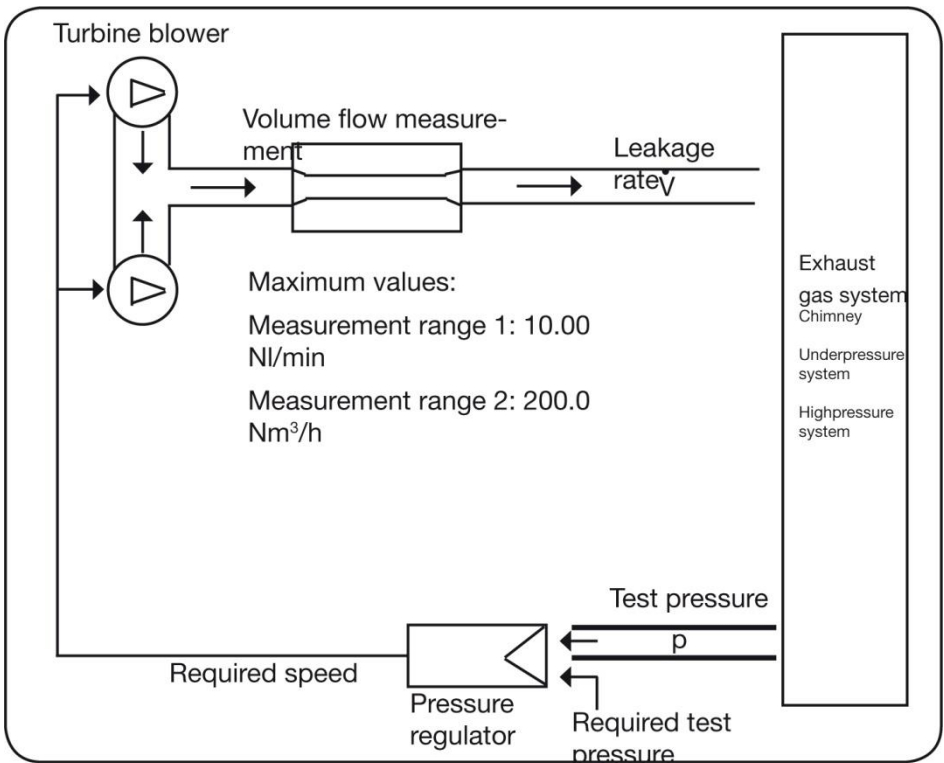 Turbine blower
Volume flow measure-
ment
Leakage
rate V̇
Maximum values:
Measurement range 1: 10.00
Nl/min
Measurement range 2: 200.0
Nm³/h
Exhaust
gas system
Chimney
Underpressure
system
Highpressure
system
Test pressure
p
Required speed
Pressure
regulator
Required test
pressure